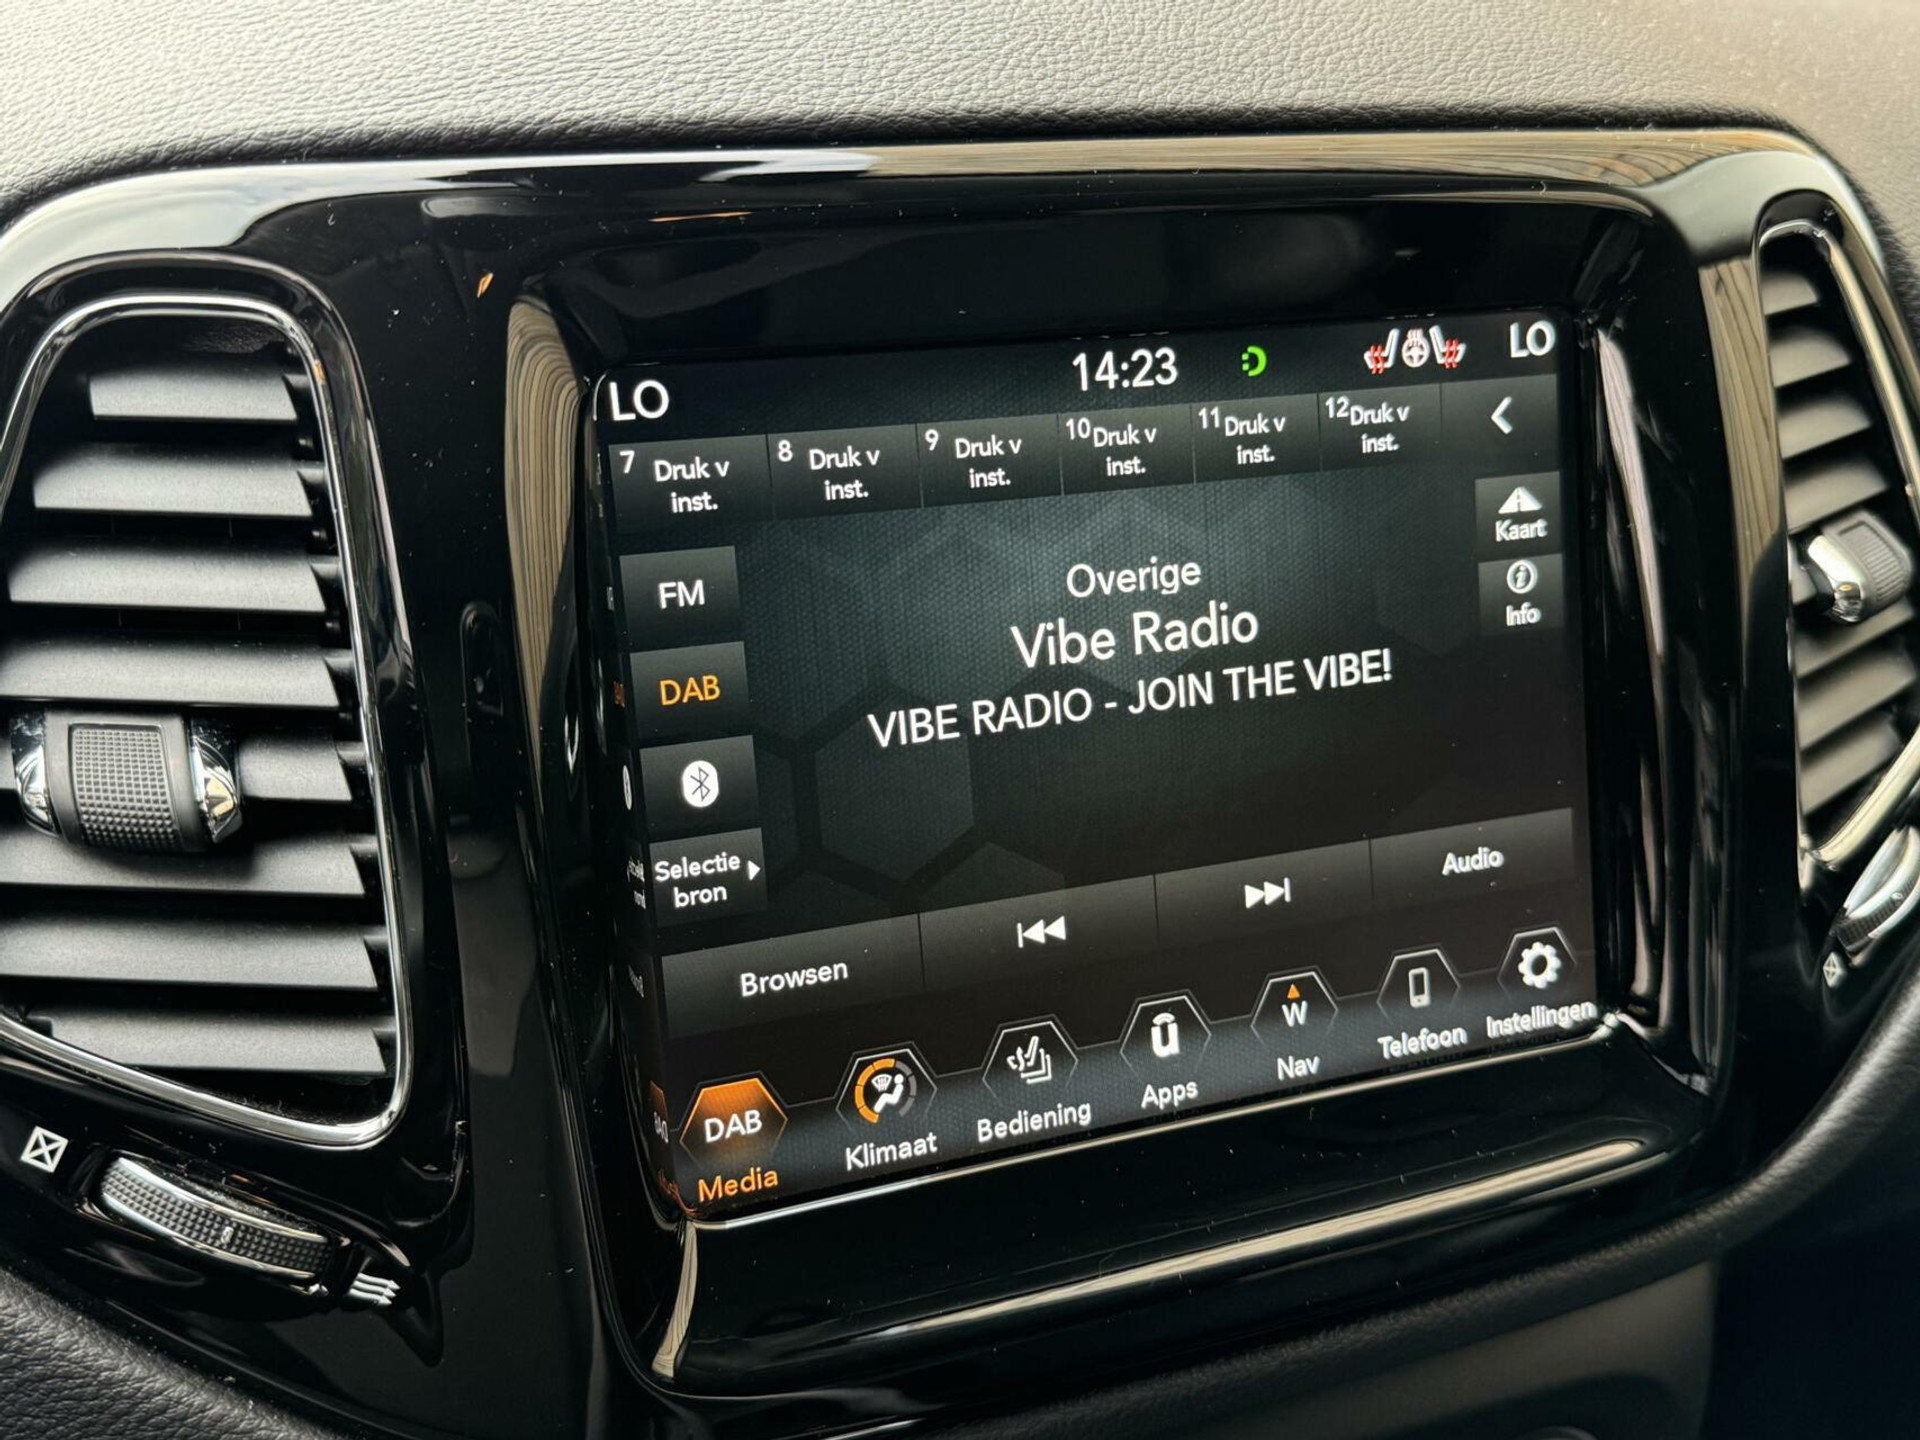 LO 14:23 LO
7 Druk v inst. 8 Druk v inst. 9 Druk v inst. 10 Druk v inst. 11 Druk v inst. 12 Druk v inst.
Kaart
Info
FM
DAB
Selectie
bron
Overige
Vibe Radio
VIBE RADIO - JOIN THE VIBE!
Browsen Audio
DAB
Media
Klimaat
Bediening
Apps
W
Nav
Telefoon
Instellingen